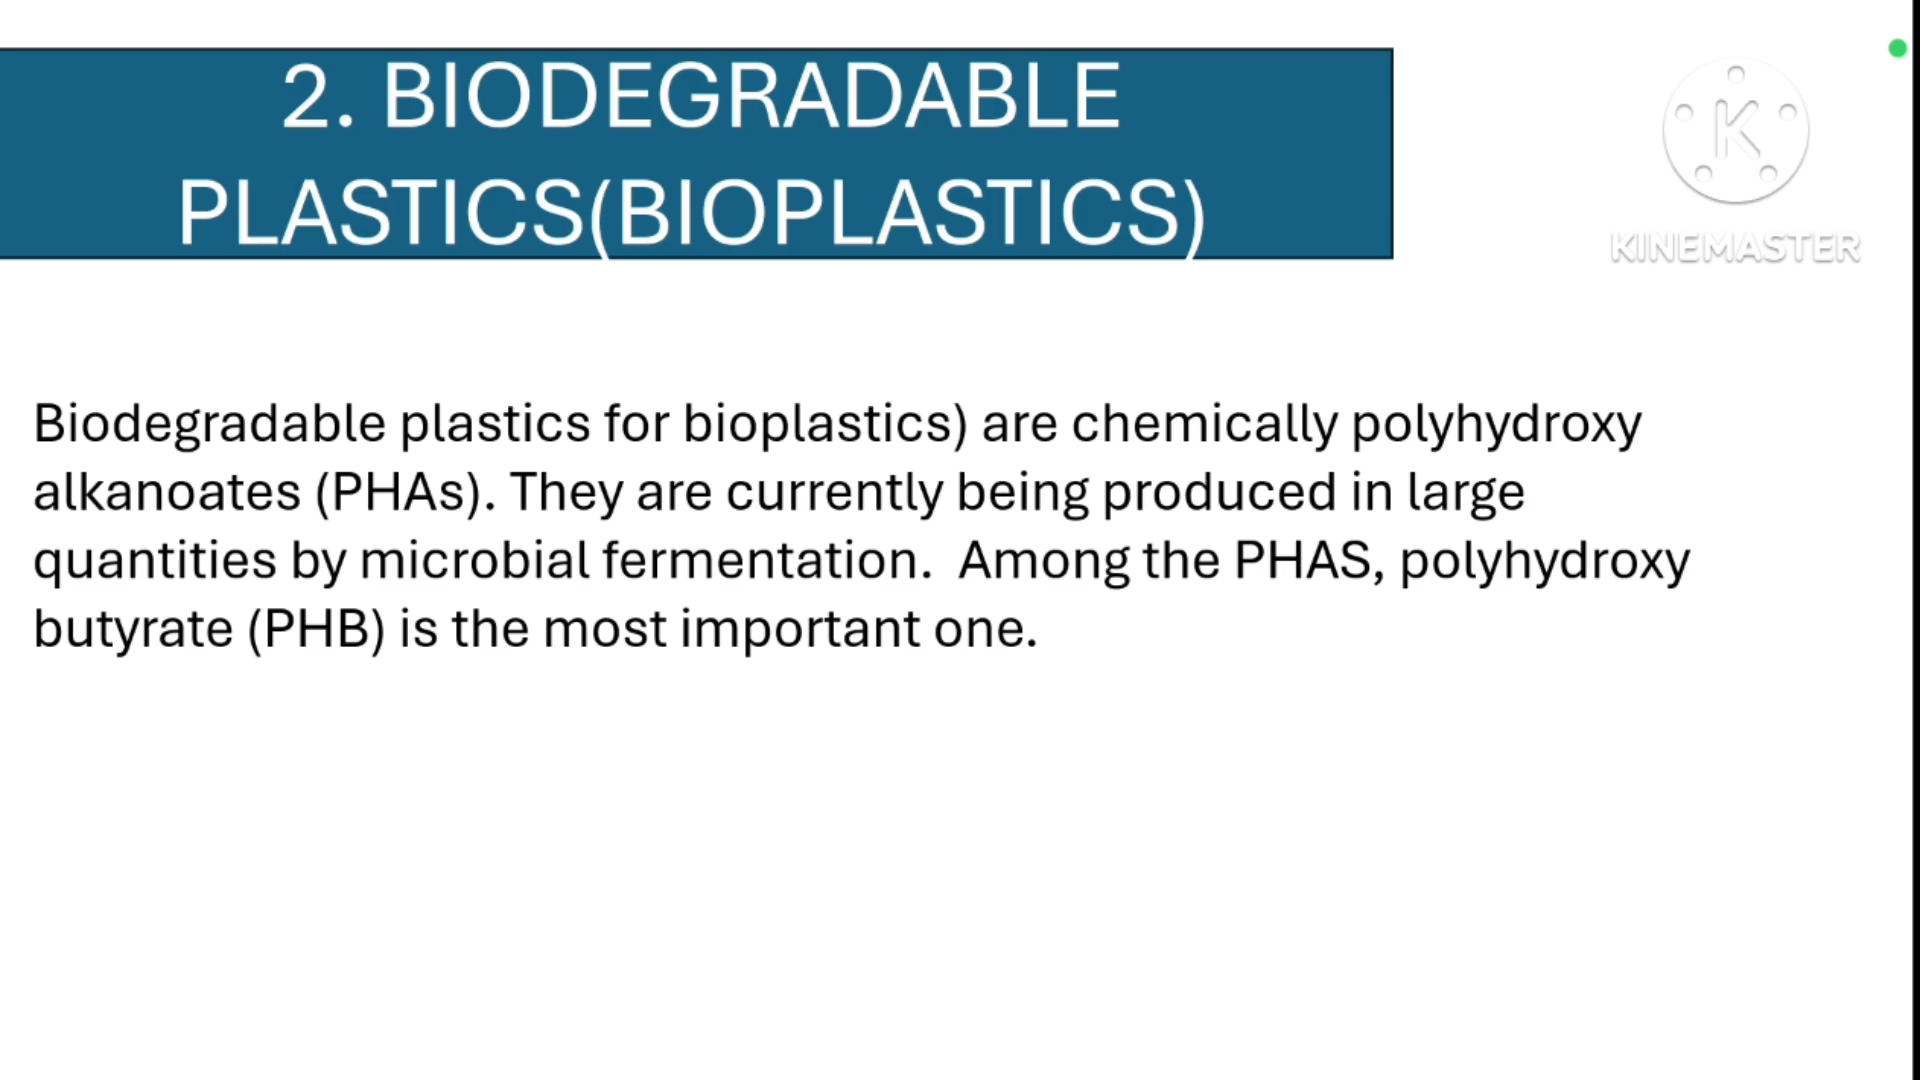 2. BIODEGRADABLE
PLASTICS(BIOPLASTICS)
K
KINEMASTER
Biodegradable plastics for bioplastics) are chemically polyhydroxy
alkanoates (PHAs). They are currently being produced in large
quantities by microbial fermentation.  Among the PHAS, polyhydroxy
butyrate (PHB) is the most important one.